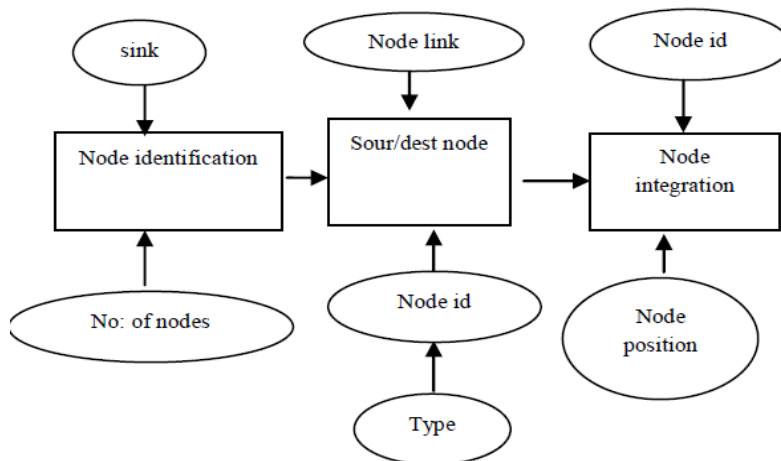 sink
Node link
Node id
Node identification
Sour/dest node
Node
integration
No: of nodes
Node id
Node
position
Type